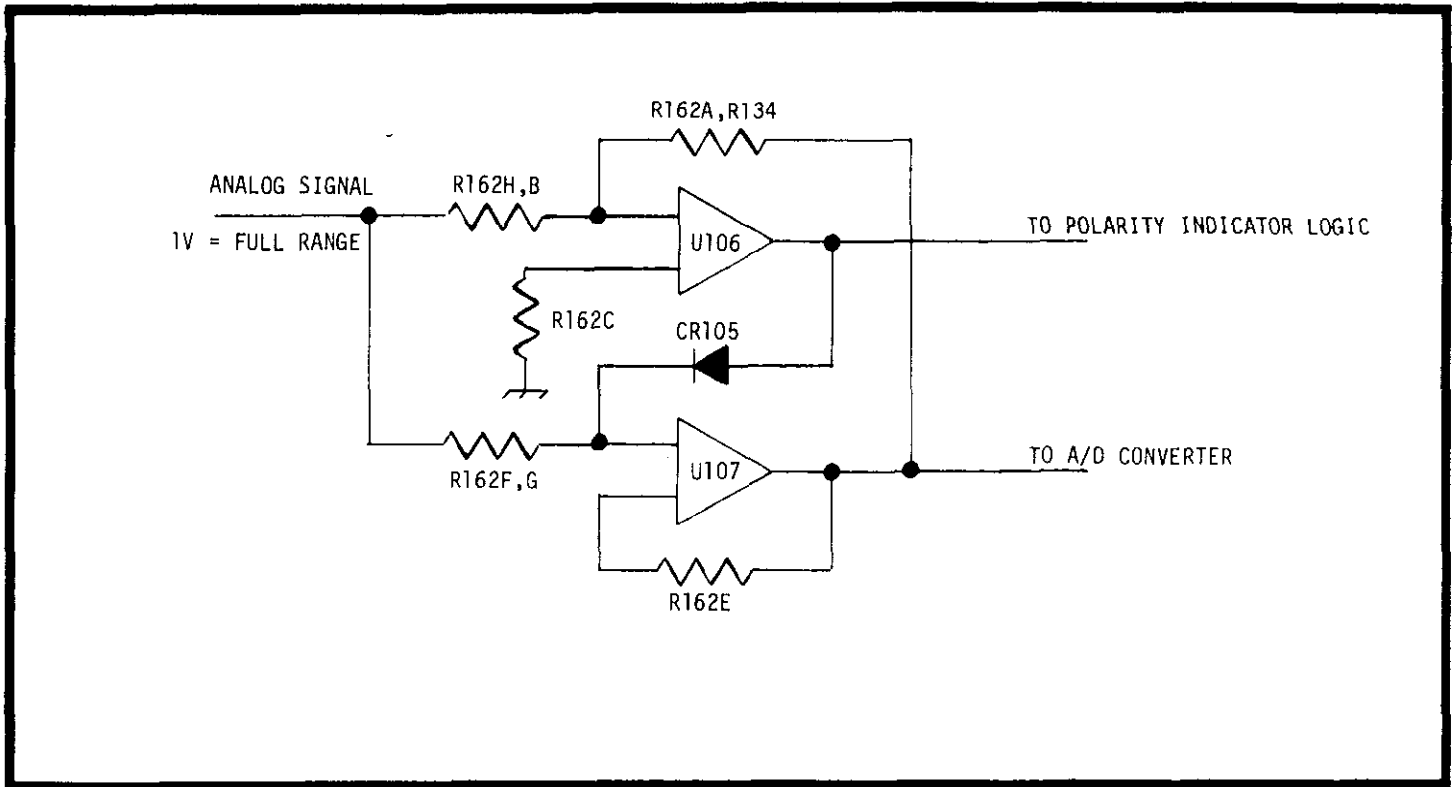 R162A,R134
ANALOG SIGNAL
R162H,B
1V = FULL RANGE
U106
TO POLARITY INDICATOR LOGIC
R162C
CR105
R162F,G
U107
TO A/D CONVERTER
R162E